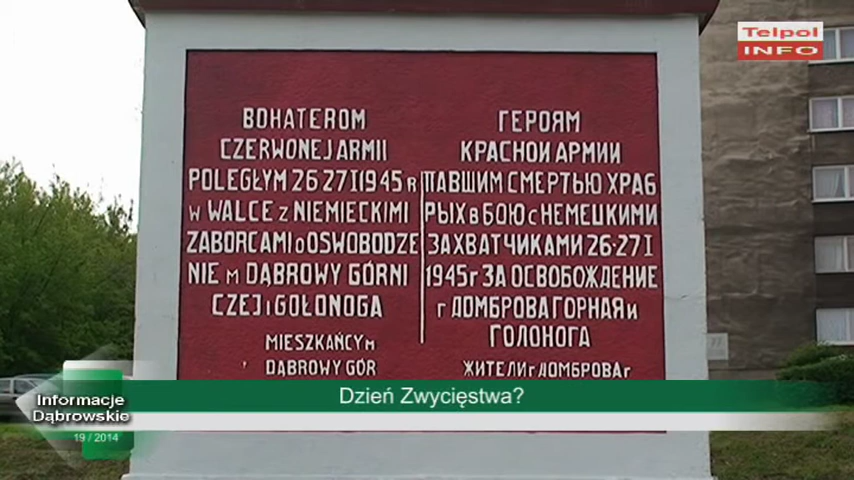 Telpol
INFO
BOHATEROM
CZERWONEJ ARMII
POLEGŁYM 26 27 I 1945 R
W WALCE Z NIEMIECKIMI
ZABORCAMI O OSWOBODZE
NIE M DĄBROWY GÓRNI
CZEJ I GOŁONOGA
MIESZKAŃCY M
DĄBROWY GÓR
ГЕРОЯМ
КРАСНОИ АРМИИ
ПАВШИМ СМЕРТЬЮ ХРАБ
РЫХ В БОЮ С НЕМЕЦКИМИ
ЗАХВАТЧИКАМИ 26-27 I
1945 г ЗА ОСВОБОЖДЕНИЕ
г ДОМБРОВА ГОРНАЯ И
ГОЛОНОГА
ЖИТЕЛИ г ДОМБРОВА г
Dzień Zwycięstwa?
Informacje
Dąbrowskie
19 / 2014